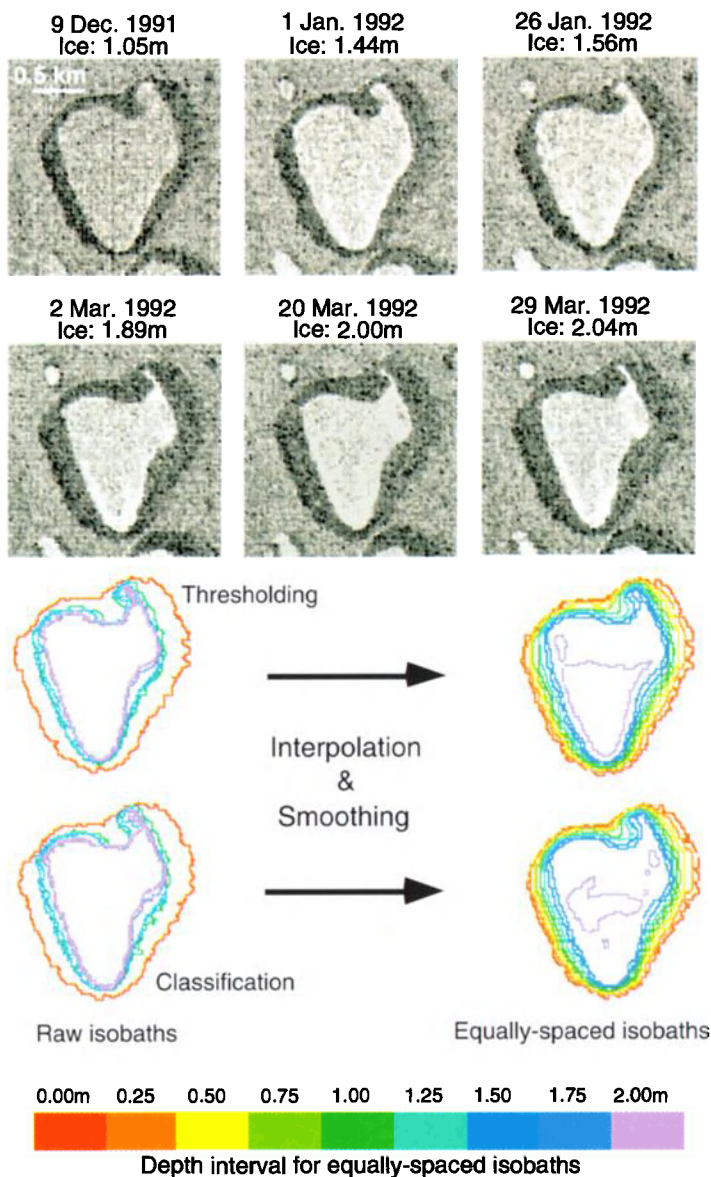 9 Dec. 1991
Ice: 1.05m
1 Jan. 1992
Ice: 1.44m
26 Jan. 1992
Ice: 1.56m
0.5 km
2 Mar. 1992
Ice: 1.89m
20 Mar. 1992
Ice: 2.00m
29 Mar. 1992
Ice: 2.04m
Thresholding
Interpolation
&
Smoothing
Classification
Raw isobaths
Equally-spaced isobaths
0.00m 0.25 0.50 0.75 1.00 1.25 1.50 1.75 2.00m
Depth interval for equally-spaced isobaths